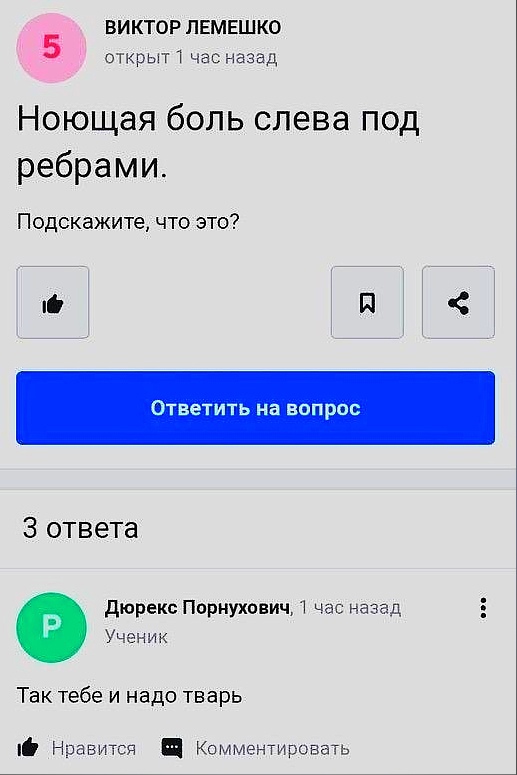 5
ВИКТОР ЛЕМЕШКО
открыт 1 час назад
Ноющая боль слева под
ребрами.
Подскажите, что это?
Ответить на вопрос
3 ответа
Р
Дюрекс Порнухович, 1 час назад
Ученик
Так тебе и надо тварь
Нравится
Комментировать